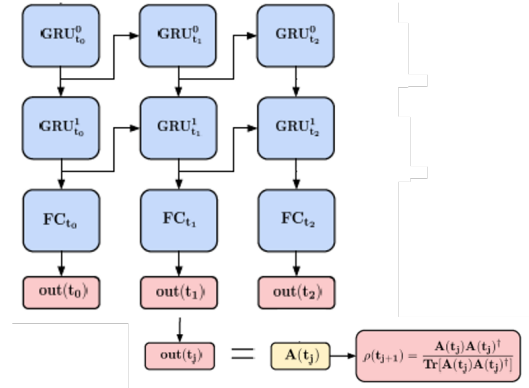 GRU⁰ₜ₀ GRU⁰ₜ₁ GRU⁰ₜ₂
GRU¹ₜ₀ GRU¹ₜ₁ GRU¹ₜ₂
FCₜ₀ FCₜ₁ FCₜ₂
out(t₀) out(t₁) out(t₂)
out(tⱼ) = A(tⱼ) ρ(tⱼ₊₁) = A(tⱼ)A(tⱼ)† / Tr[A(tⱼ)A(tⱼ)†]